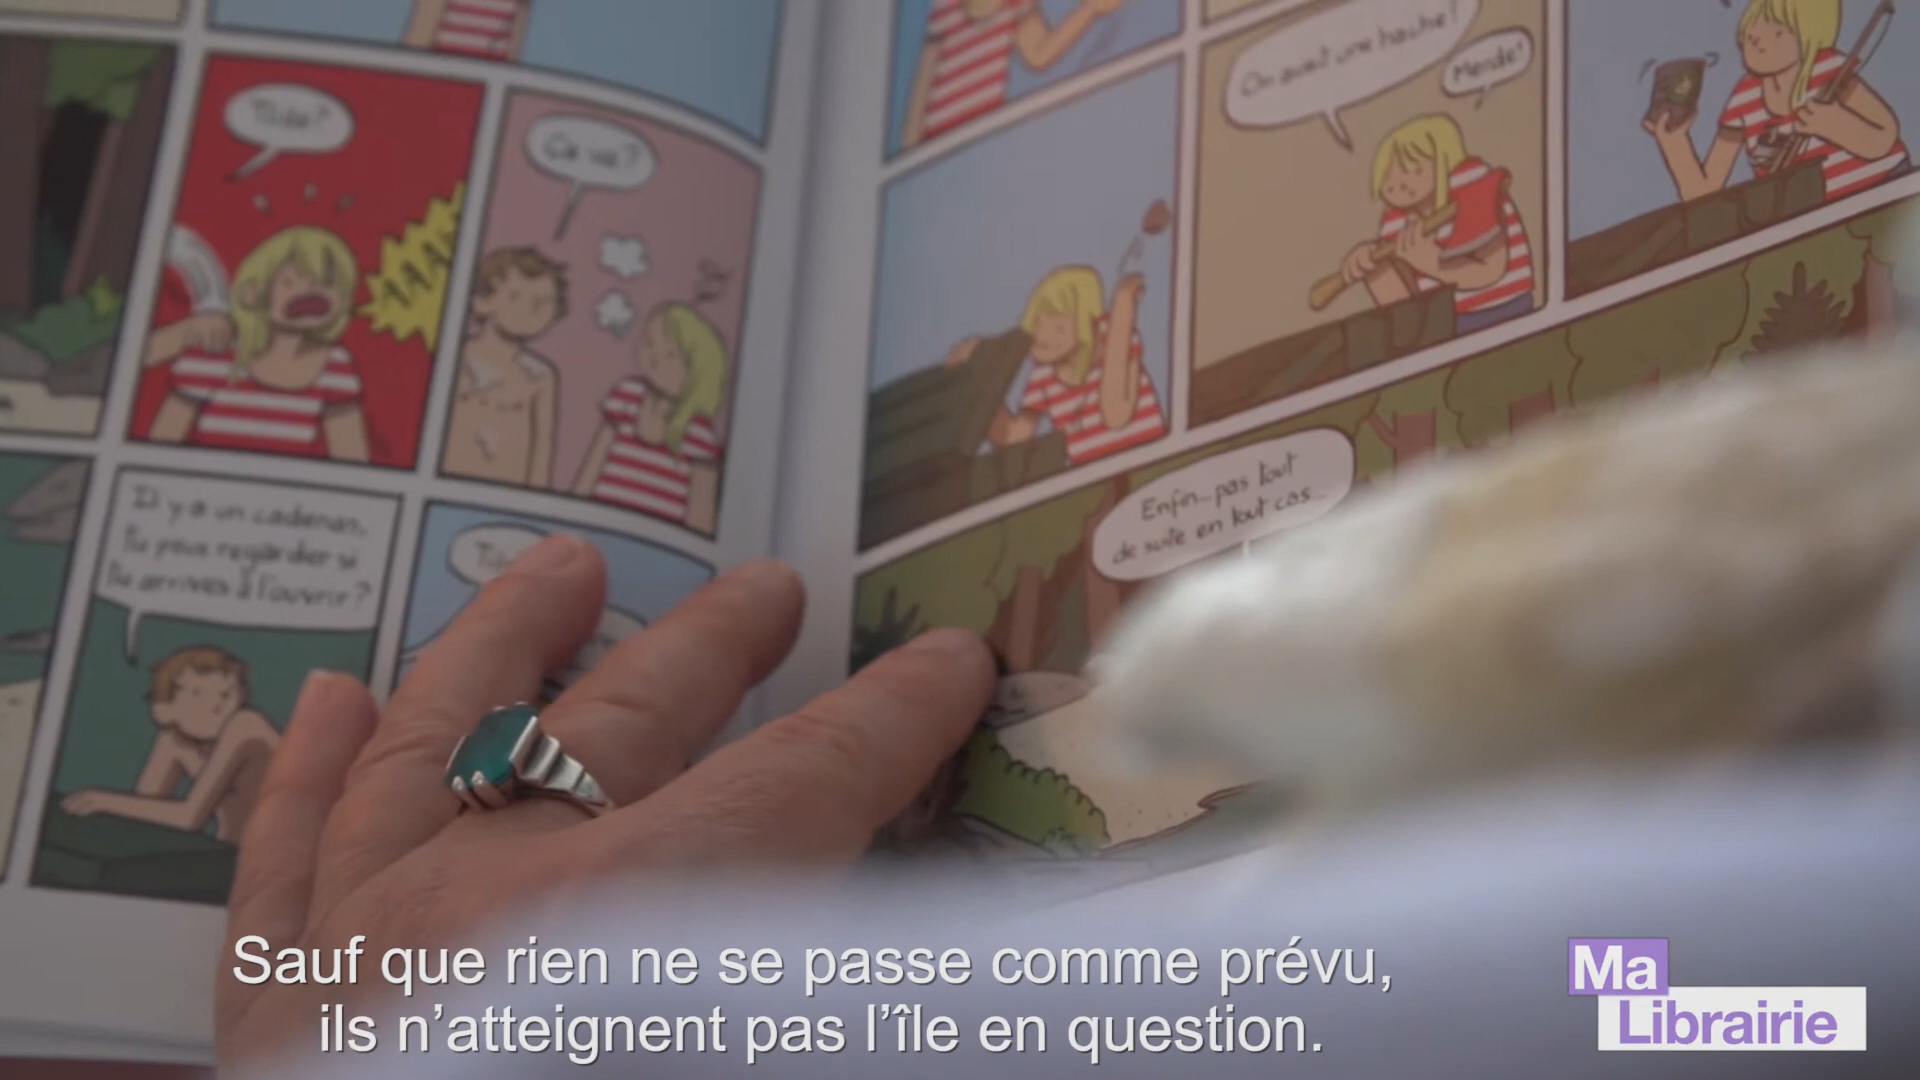 Ça va?
AAAA
Il y a un cadenas,
Tu peux regarder si
Tu arrives à l'ouvrir?
On avait une hache!
Merde!
Enfin... pas tout
de suite en tout cas...
Sauf que rien ne se passe comme prévu,
ils n'atteignent pas l'île en question.
Ma
Librairie